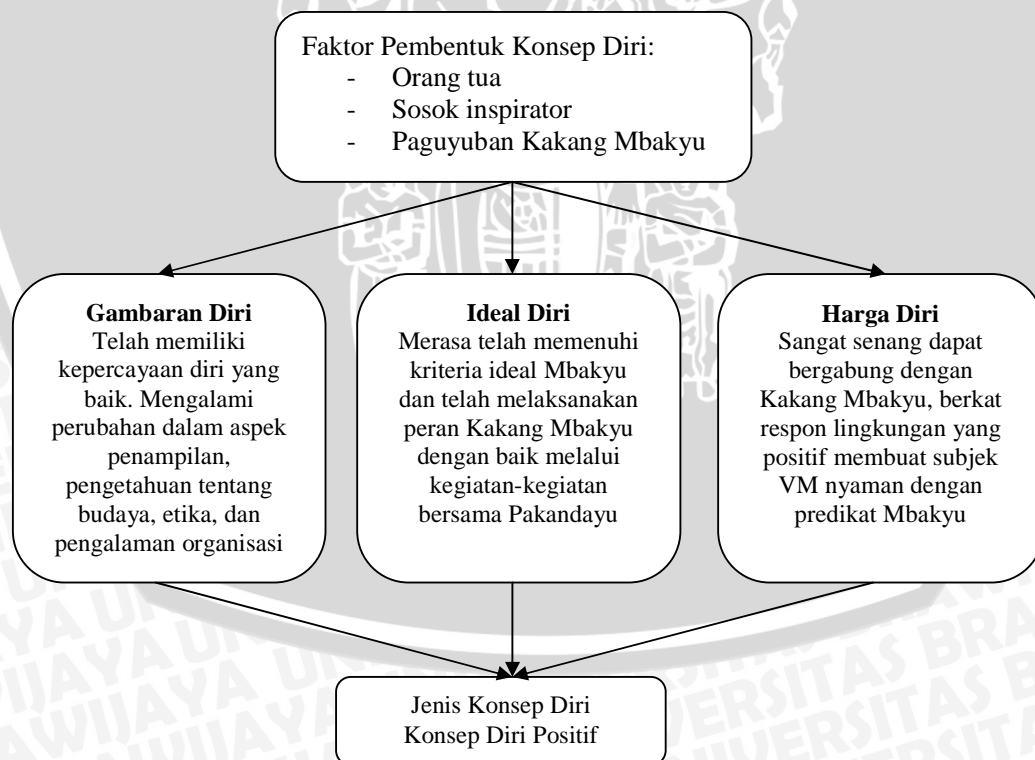 Faktor Pembentuk Konsep Diri:
- Orang tua
- Sosok inspirator
- Paguyuban Kakang Mbakyu
Gambaran Diri
Telah memiliki
kepercayaan diri yang
baik. Mengalami
perubahan dalam aspek
penampilan,
pengetahuan tentang
budaya, etika, dan
pengalaman organisasi
Ideal Diri
Merasa telah memenuhi
kriteria ideal Mbakyu
dan telah melaksanakan
peran Kakang Mbakyu
dengan baik melalui
kegiatan-kegiatan
bersama Pakandayu
Harga Diri
Sangat senang dapat
bergabung dengan
Kakang Mbakyu, berkat
respon lingkungan yang
positif membuat subjek
VM nyaman dengan
predikat Mbakyu
Jenis Konsep Diri
Konsep Diri Positif